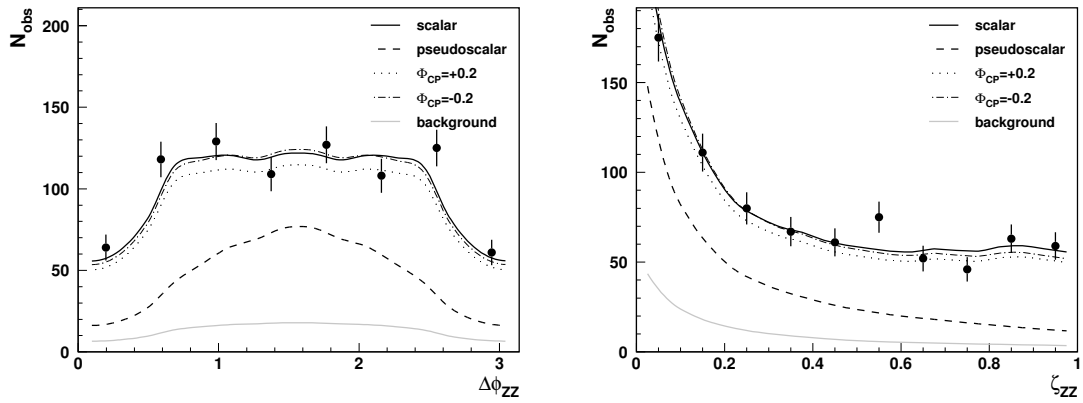 N_obs
200
150
100
50
0
0
1
2
3
Δϕ_ZZ
scalar
pseudoscalar
Φ_CP=+0.2
Φ_CP=-0.2
background
N_obs
150
100
50
0
0
0.2
0.4
0.6
0.8
1
ζ_ZZ
scalar
pseudoscalar
Φ_CP=+0.2
Φ_CP=-0.2
background